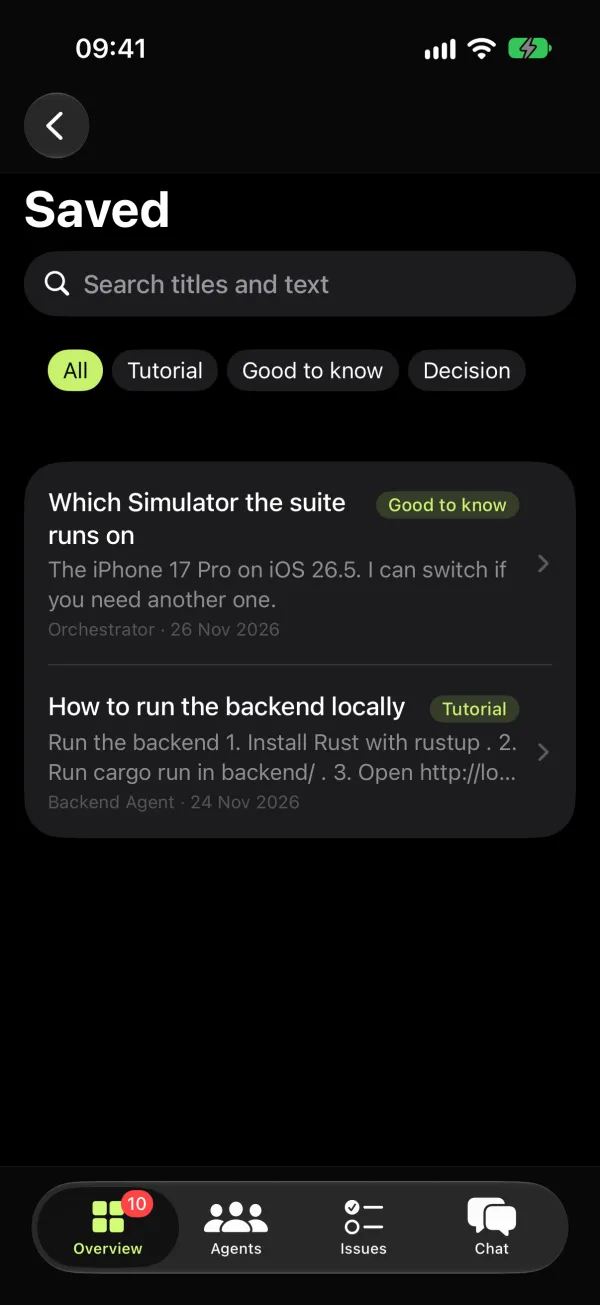 09:41
Saved
Search titles and text
All Tutorial Good to know Decision
Which Simulator the suite Good to know
runs on
The iPhone 17 Pro on iOS 26.5. I can switch if
you need another one.
Orchestrator · 26 Nov 2026
How to run the backend locally Tutorial
Run the backend 1. Install Rust with rustup . 2.
Run cargo run in backend/ . 3. Open http://lo...
Backend Agent · 24 Nov 2026
10
Overview Agents Issues Chat